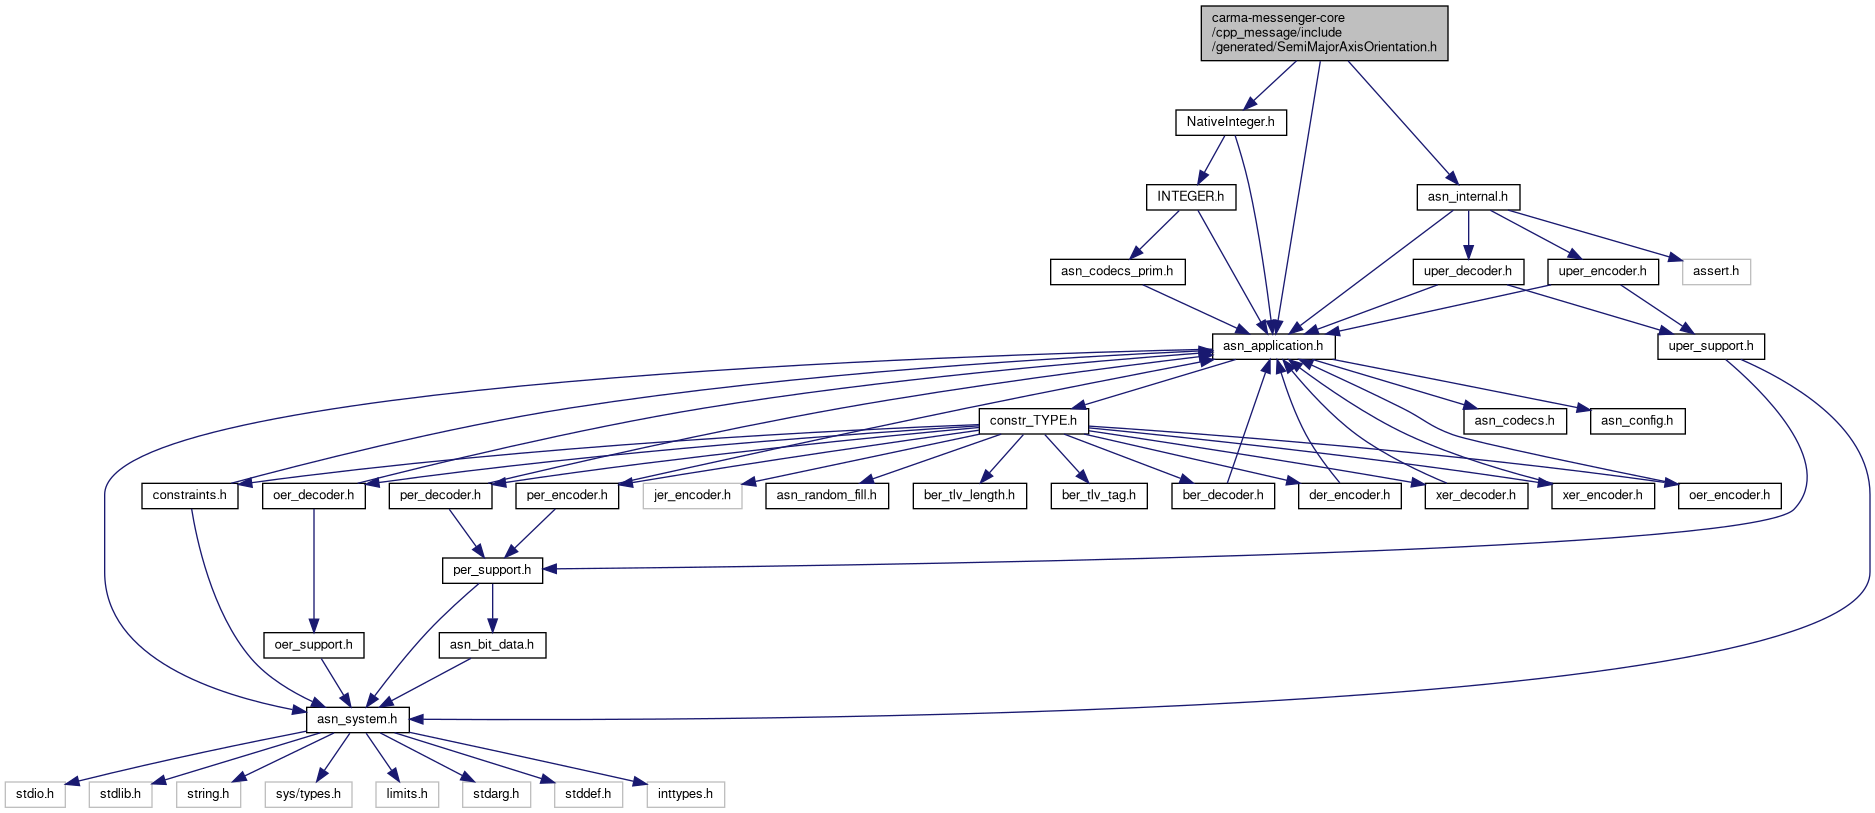 carma-messenger-core
/cpp_message/include
/generated/SemiMajorAxisOrientation.h
NativeInteger.h
INTEGER.h
asn_internal.h
asn_codecs_prim.h
uper_decoder.h
uper_encoder.h
assert.h
asn_application.h
uper_support.h
constr_TYPE.h
asn_codecs.h
asn_config.h
constraints.h
oer_decoder.h
per_decoder.h
per_encoder.h
jer_encoder.h
asn_random_fill.h
ber_tlv_length.h
ber_tlv_tag.h
ber_decoder.h
der_encoder.h
xer_decoder.h
xer_encoder.h
oer_encoder.h
per_support.h
oer_support.h
asn_bit_data.h
asn_system.h
stdio.h
stdlib.h
string.h
sys/types.h
limits.h
stdarg.h
stddef.h
inttypes.h